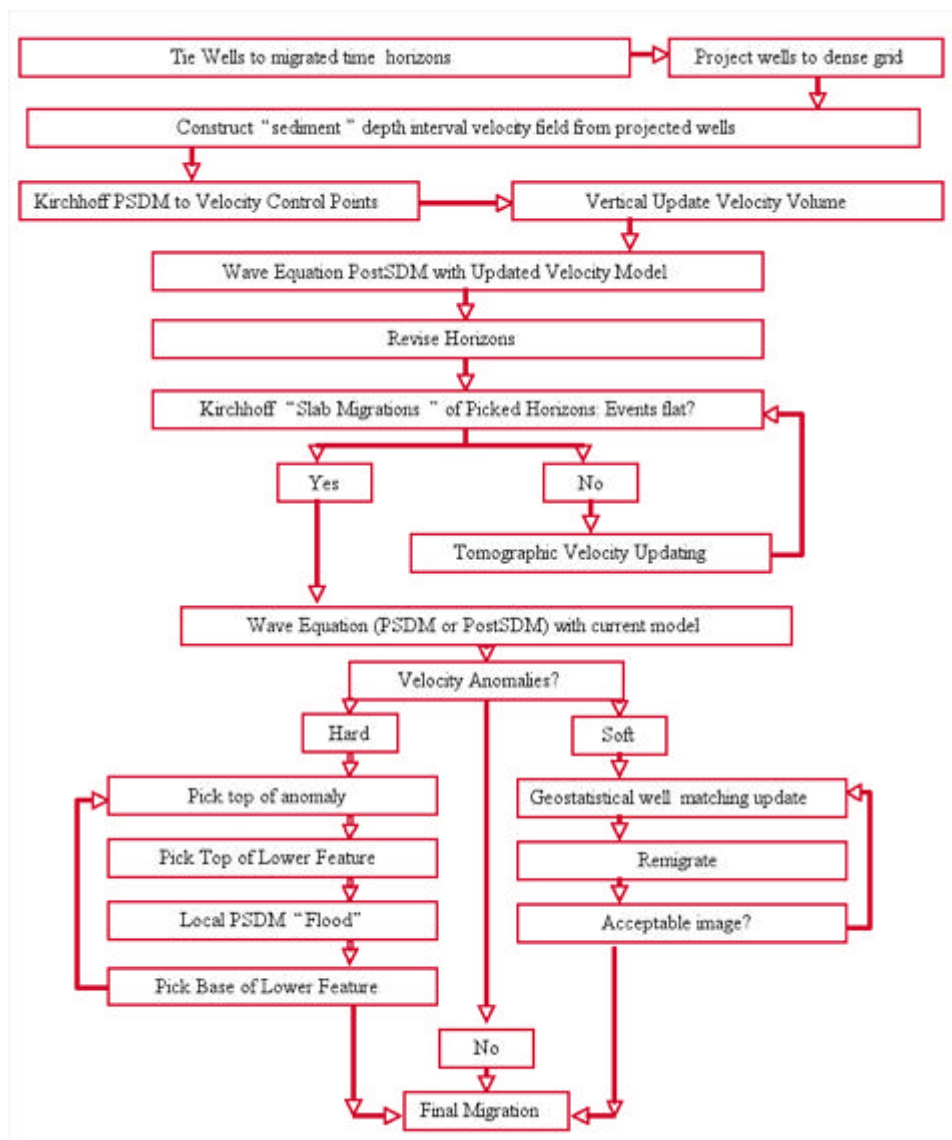 Tie Wells to migrated time horizons
Project wells to dense grid
Construct “sediment” depth interval velocity field from projected wells
Kirchhoff PSDM to Velocity Control Points
Vertical Update Velocity Volume
Wave Equation PostSDM with Updated Velocity Model
Revise Horizons
Kirchhoff “Slab Migrations ” of Picked Horizons: Events flat?
Yes
No
Tomographic Velocity Updating
Wave Equation (PSDM or PostSDM) with current model
Velocity Anomalies?
Hard
Soft
Pick top of anomaly
Geostatistical well matching update
Pick Top of Lower Feature
Remigrate
Local PSDM “Flood”
Acceptable image?
Pick Base of Lower Feature
No
Final Migration